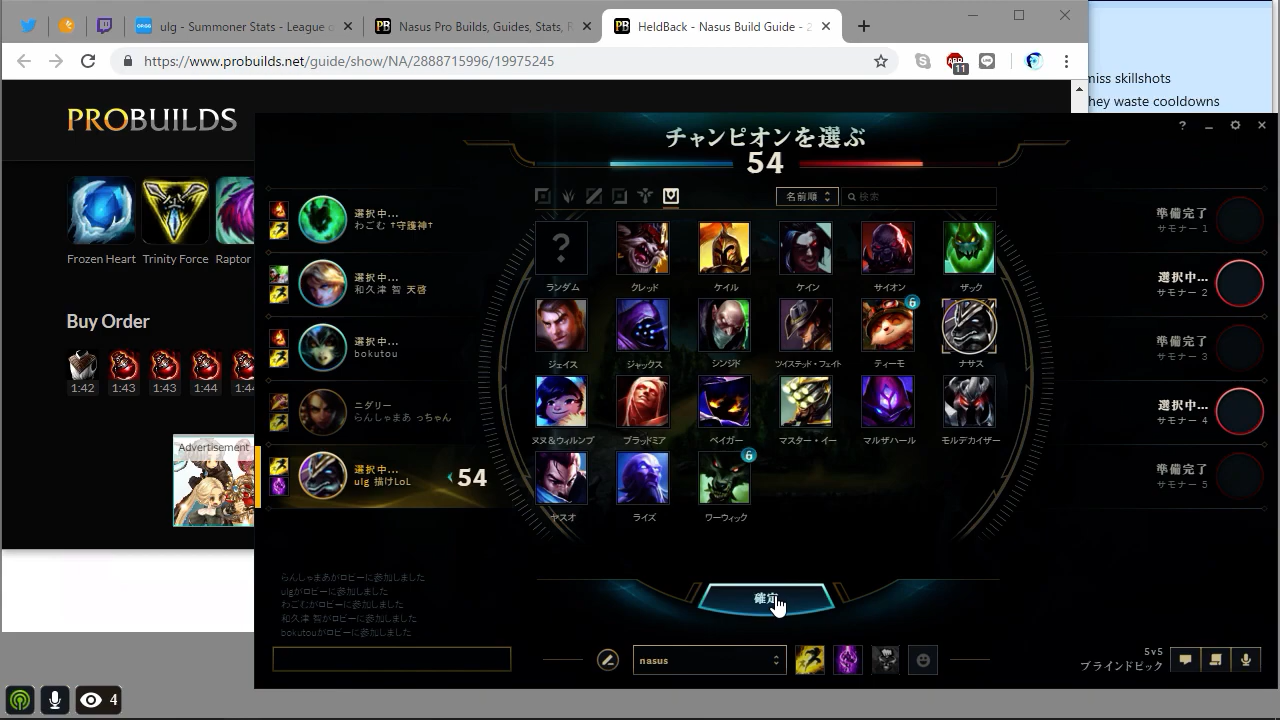 ulg - Summoner Stats - League o
Nasus Pro Builds, Guides, Stats, R
HeldBack - Nasus Build Guide - 2
https://www.probuilds.net/guide/show/NA/2888715996/19975245
ABP
11
miss skillshots
hey waste cooldowns
PROBUILDS
Frozen Heart
Trinity Force
Raptor
Buy Order
1:42
1:43
1:43
1:44
1:44
Advertisement
チャンピオンを選ぶ
54
名前順
検索
選択中...
わごむ †守護神†
選択中...
和久津 智 天啓
選択中...
bokutou
ニダリー
らんしゃまあ っちゃん
選択中...
ulg 描けLoL
54
ランダム
クレッド
ケイル
ケイン
サイオン
ザック
ジェイス
ジャックス
シンジド
ツイステッド・フェイト
6
ティーモ
ナサス
ヌヌ&ウィルンプ
ブラッドミア
ベイガー
マスター・イー
マルザハール
モルデカイザー
ヤスオ
ライズ
6
ワーウィック
準備完了
サモナー 1
選択中...
サモナー 2
準備完了
サモナー 3
選択中...
サモナー 4
準備完了
サモナー 5
らんしゃまあがロビーに参加しました
ulgがロビーに参加しました
わごむがロビーに参加しました
和久津 智がロビーに参加しました
bokutouがロビーに参加しました
確定
nasus
5v5
ブラインドピック
4